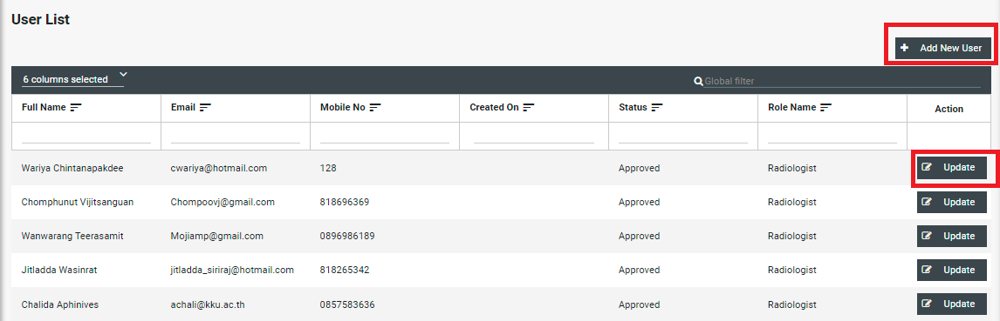 User List
Add New User
6 columns selected
Global filter
Full Name Email Mobile No Created On Status Role Name Action
Wariya Chintanapakdee cwariya@hotmail.com 128 Approved Radiologist Update
Chomphunut Vijitsanguan Chompoovj@gmail.com 818696369 Approved Radiologist Update
Wanwarang Teerasamit Mojiamp@gmail.com 0896986189 Approved Radiologist Update
Jitladda Wasinrat jitladda_siriraj@hotmail.com 818265342 Approved Radiologist Update
Chalida Aphinives achali@kku.ac.th 0857583636 Approved Radiologist Update